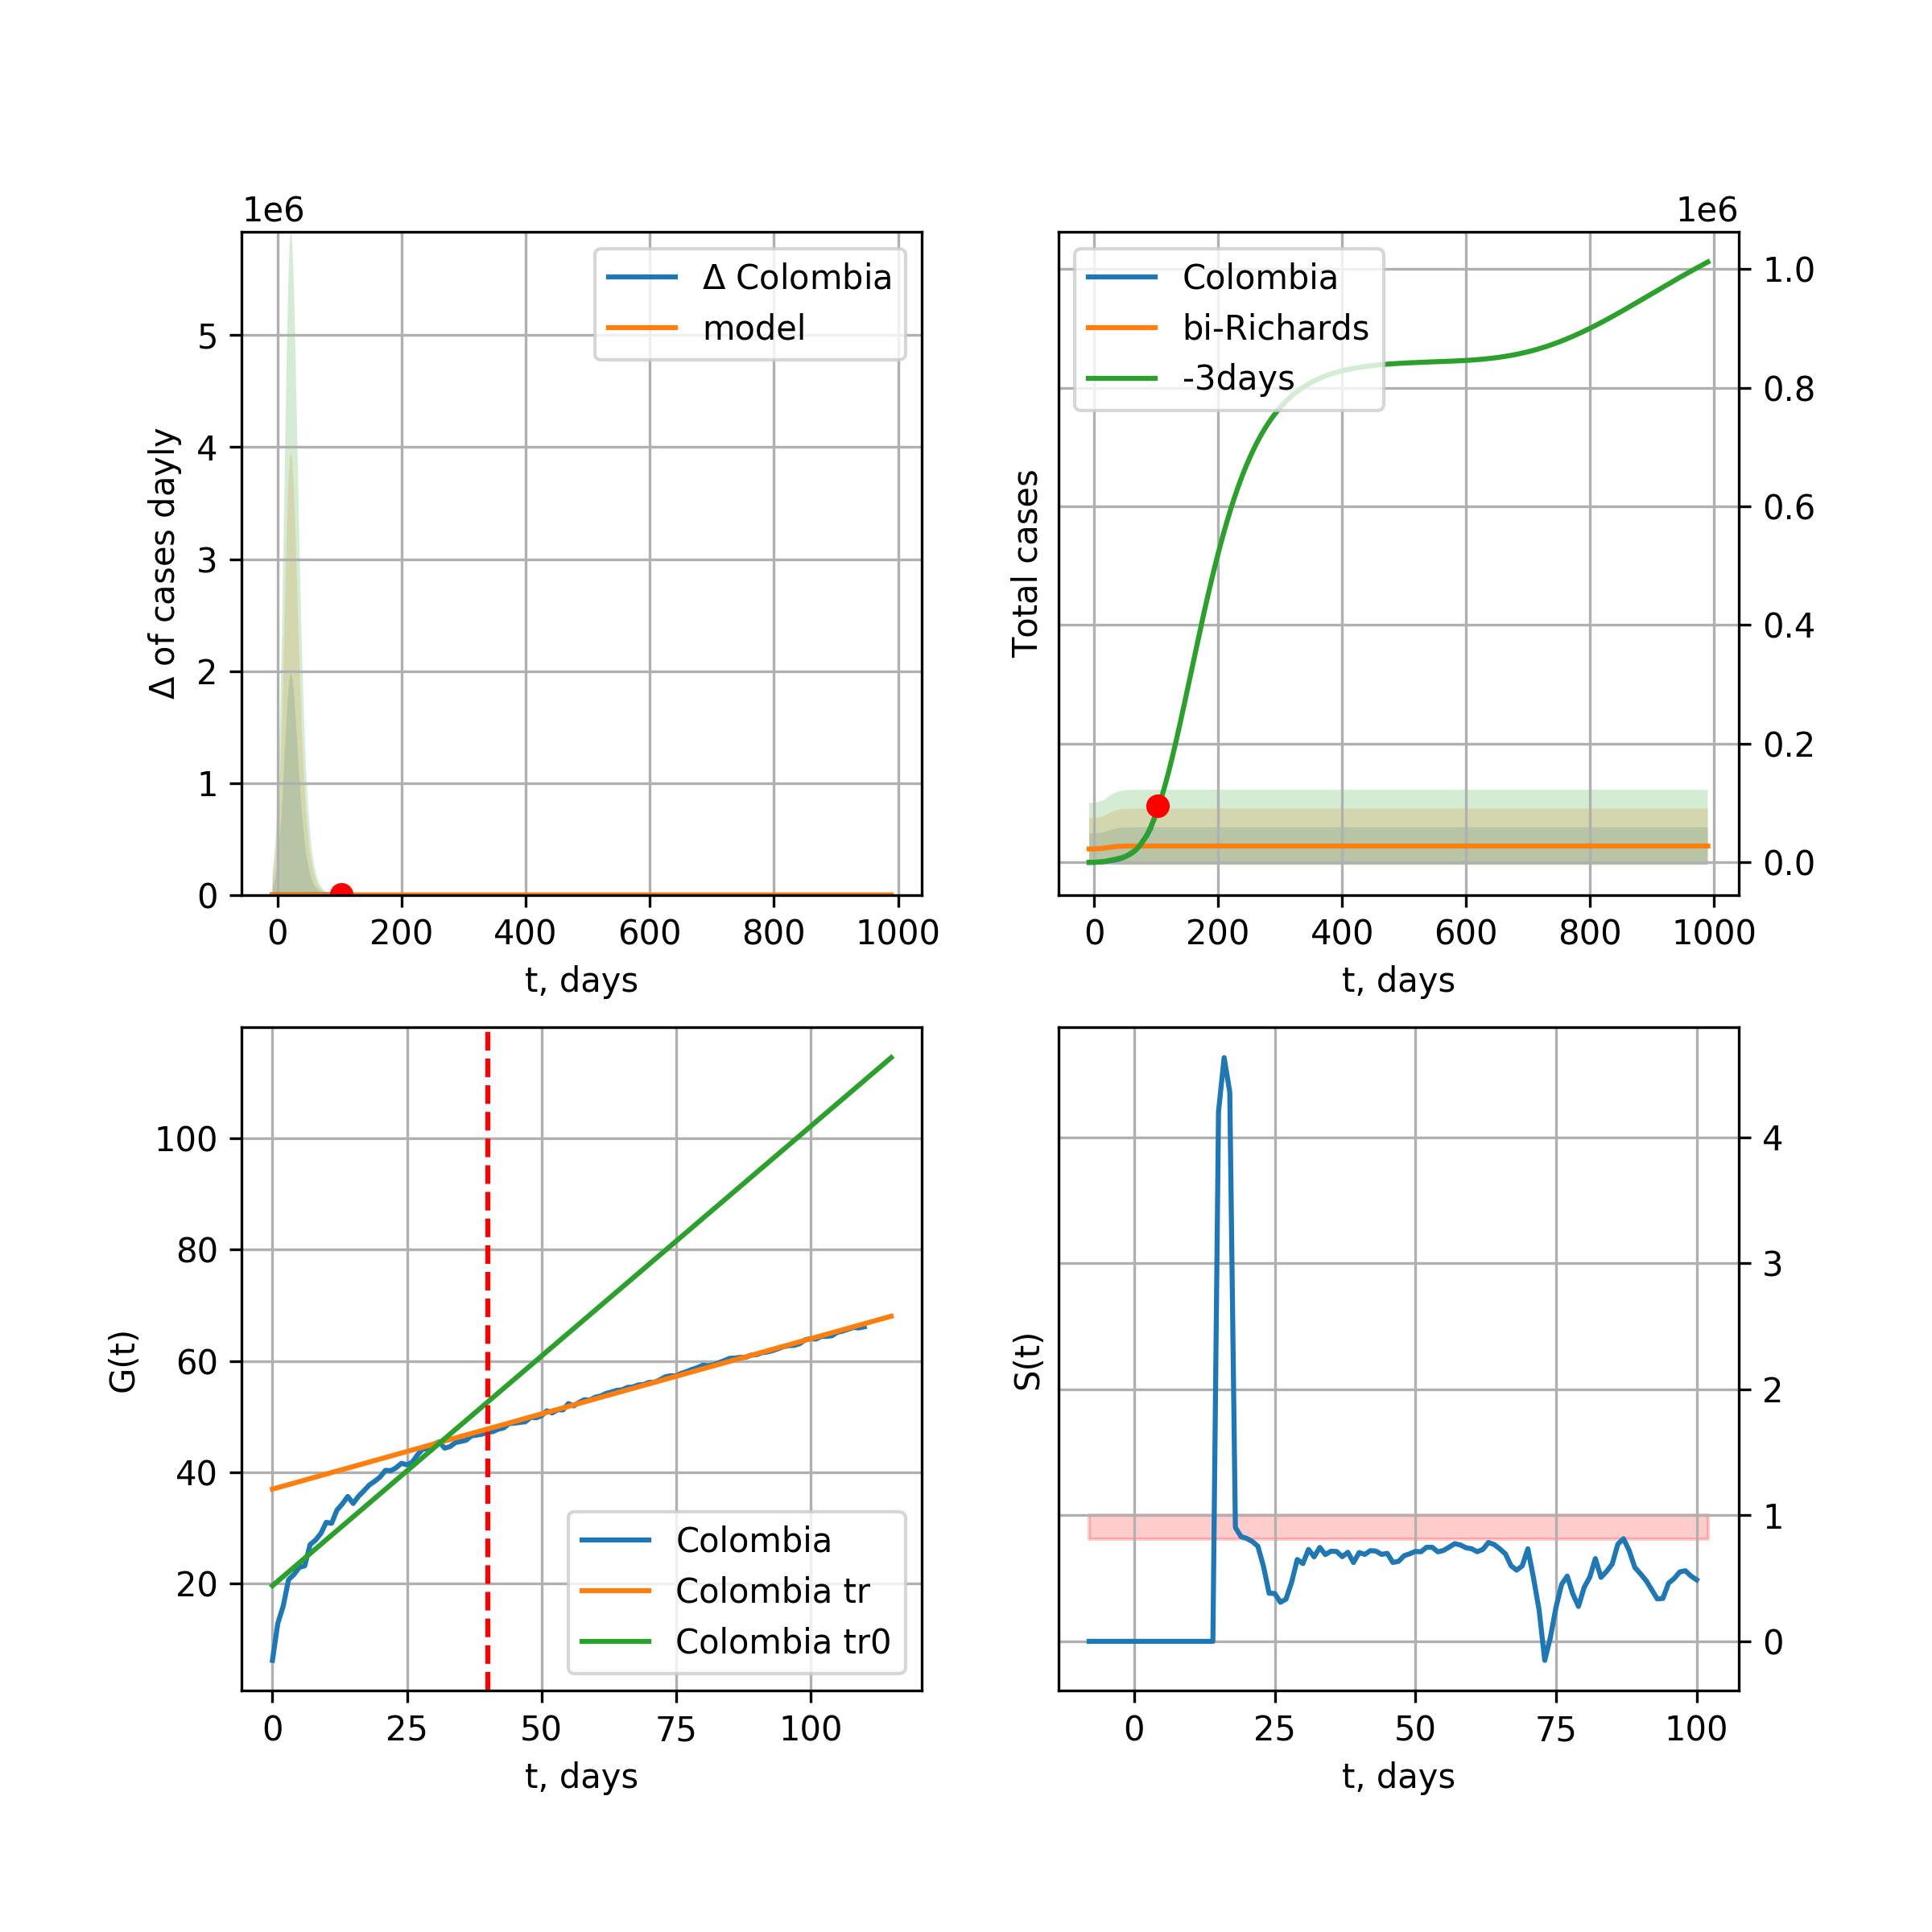 1e6
Δ Colombia
model
5
4
3
2
1
0
Δ of cases dayly
0 200 400 600 800 1000
t, days
1e6
Colombia
bi-Richards
-3days
Total cases
1.0
0.8
0.6
0.4
0.2
0.0
0 200 400 600 800 1000
t, days
100
80
60
40
20
G(t)
Colombia
Colombia tr
Colombia tr0
0 25 50 75 100
t, days
S(t)
4
3
2
1
0
0 25 50 75 100
t, days